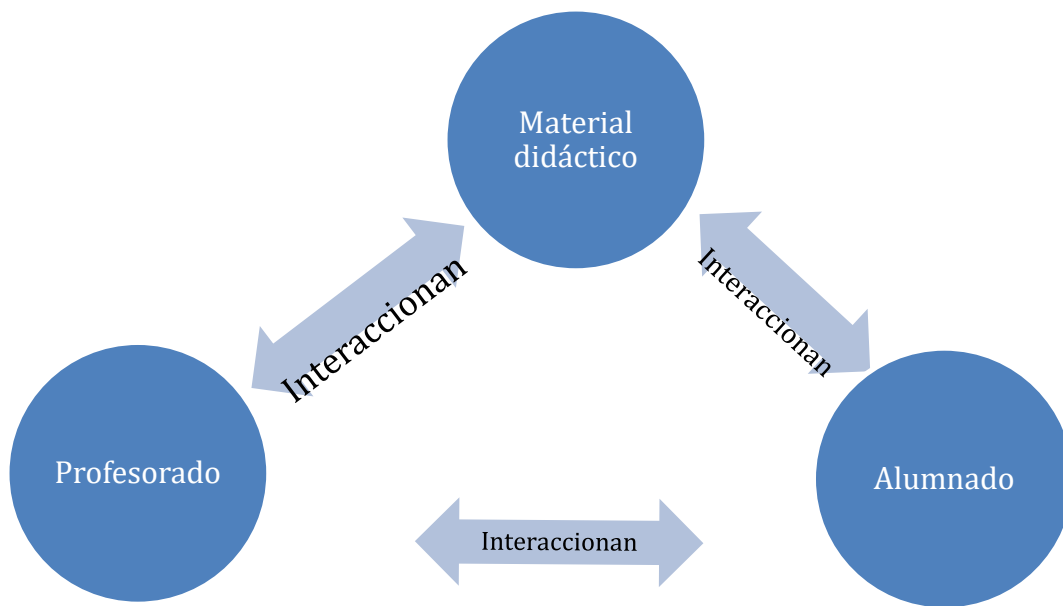 Material
didáctico
Interaccionan
Interaccionan
Profesorado
Alumnado
Interaccionan